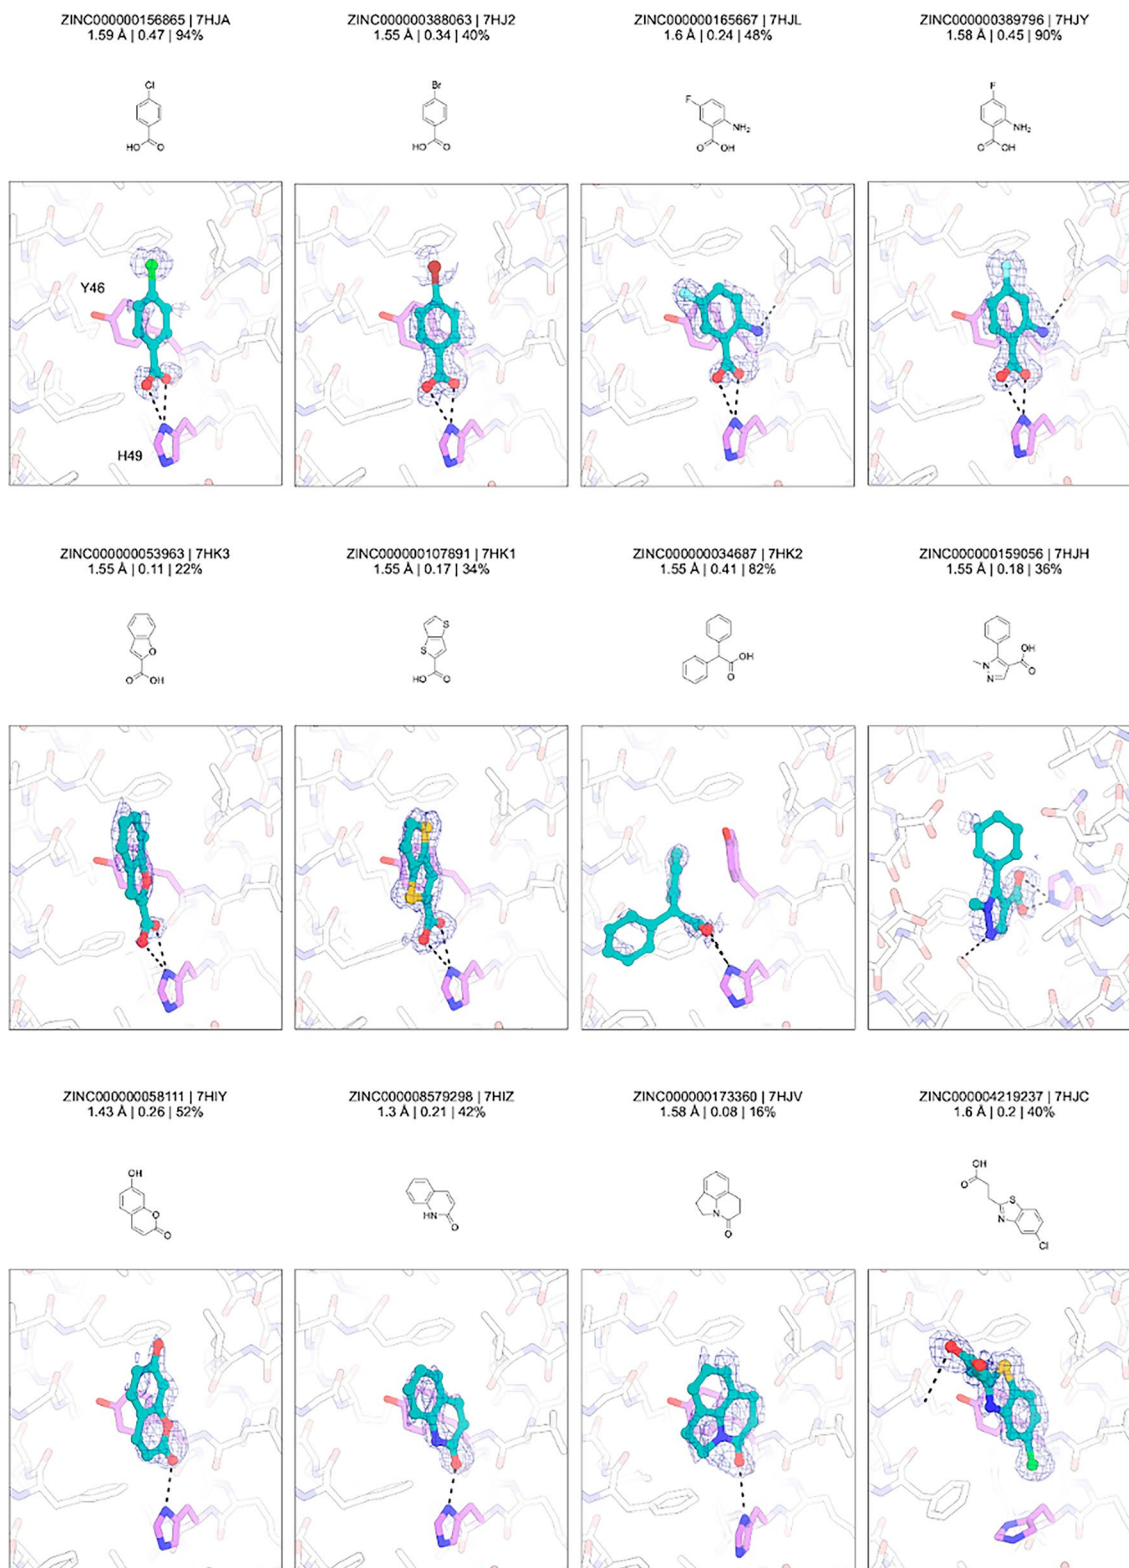 ZINC000000156865 | 7HJA
1.59 Å | 0.47 | 94%
ZINC000000388063 | 7HJ2
1.55 Å | 0.34 | 40%
ZINC000000165667 | 7HJL
1.6 Å | 0.24 | 48%
ZINC000000389796 | 7HJY
1.58 Å | 0.45 | 90%
Cl
HO
O
Br
HO
O
F
NH2
O
OH
F
NH2
O
OH
Y46
H49
ZINC000000053963 | 7HK3
1.55 Å | 0.11 | 22%
ZINC000000107891 | 7HK1
1.55 Å | 0.17 | 34%
ZINC000000034687 | 7HK2
1.55 Å | 0.41 | 82%
ZINC000000159056 | 7HJH
1.55 Å | 0.18 | 36%
O
O
OH
S
S
HO
O
OH
O
OH
O
N
N
ZINC000000058111 | 7HIY
1.43 Å | 0.26 | 52%
ZINC000008579298 | 7HIZ
1.3 Å | 0.21 | 42%
ZINC000000173360 | 7HJV
1.58 Å | 0.08 | 16%
ZINC000004219237 | 7HJC
1.6 Å | 0.2 | 40%
OH
O
O
HN
O
N
O
OH
O
S
N
Cl